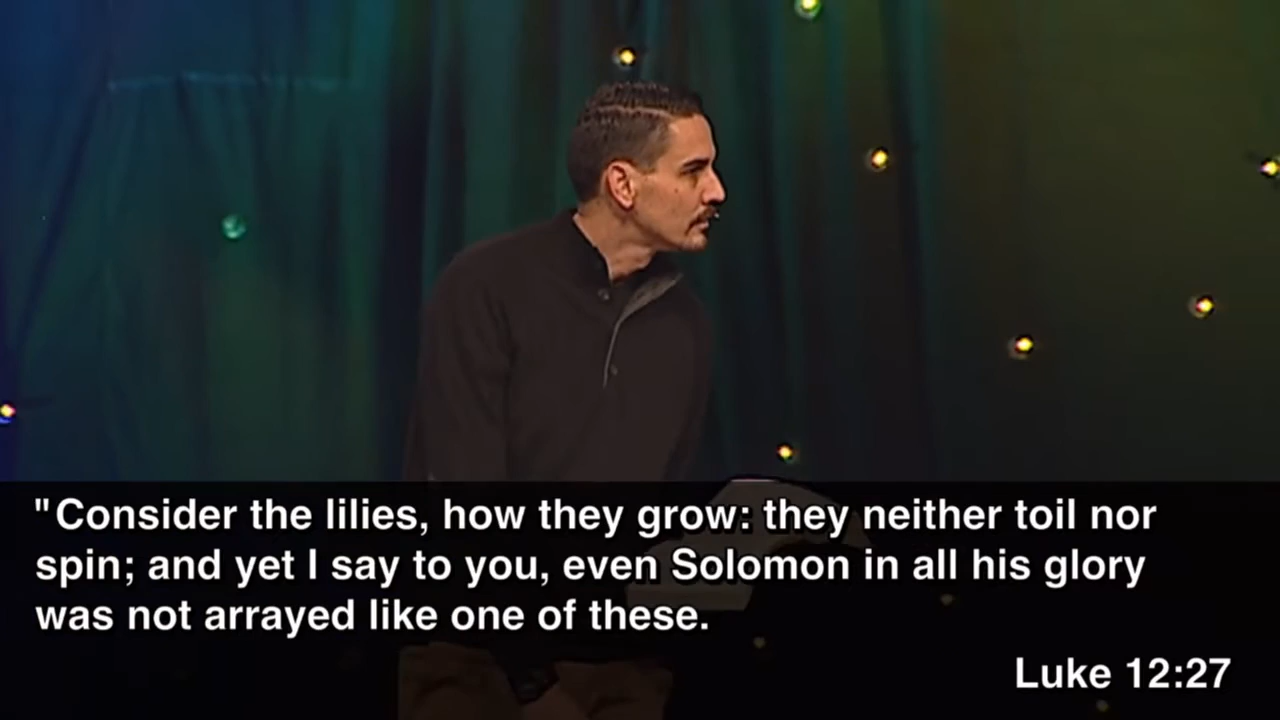 "Consider the lilies, how they grow: they neither toil nor
spin; and yet I say to you, even Solomon in all his glory
was not arrayed like one of these.
Luke 12:27